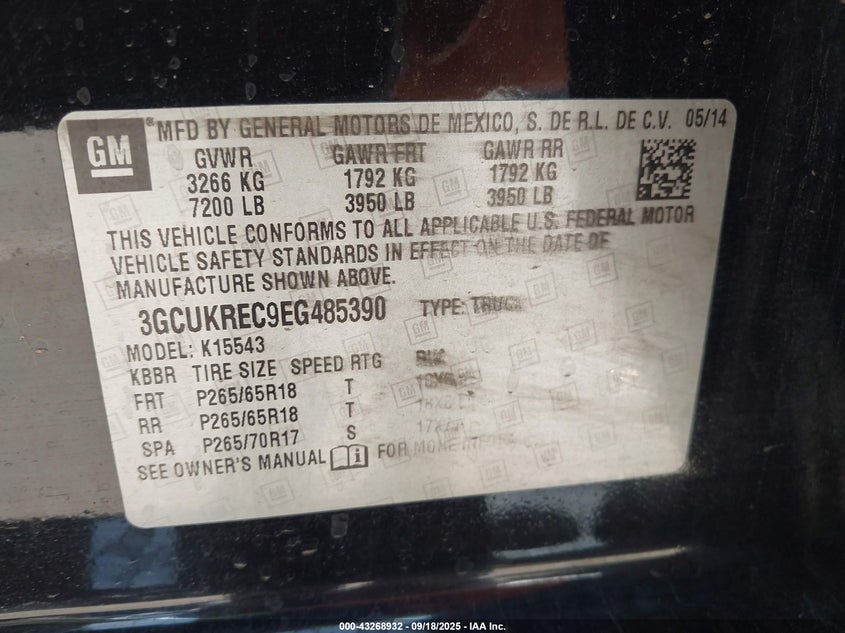 GM
® MFD BY GENERAL MOTORS DE MEXICO, S. DE R.L. DE C.V. 05/14
GVWR GAWR FRT GAWR RR
3266 KG 1792 KG 1792 KG
7200 LB 3950 LB 3950 LB
THIS VEHICLE CONFORMS TO ALL APPLICABLE U.S. FEDERAL MOTOR
VEHICLE SAFETY STANDARDS IN EFFECT ON THE DATE OF
MANUFACTURE SHOWN ABOVE.
3GCUKREC9EG485390 TYPE: TRUCK
MODEL: K15543
KBBR TIRE SIZE SPEED RTG RIM
FRT P265/65R18 T
RR P265/65R18 T
SPA P265/70R17 S
SEE OWNER'S MANUAL FOR MORE
000-43268932 - 09/18/2025 - IAA Inc.